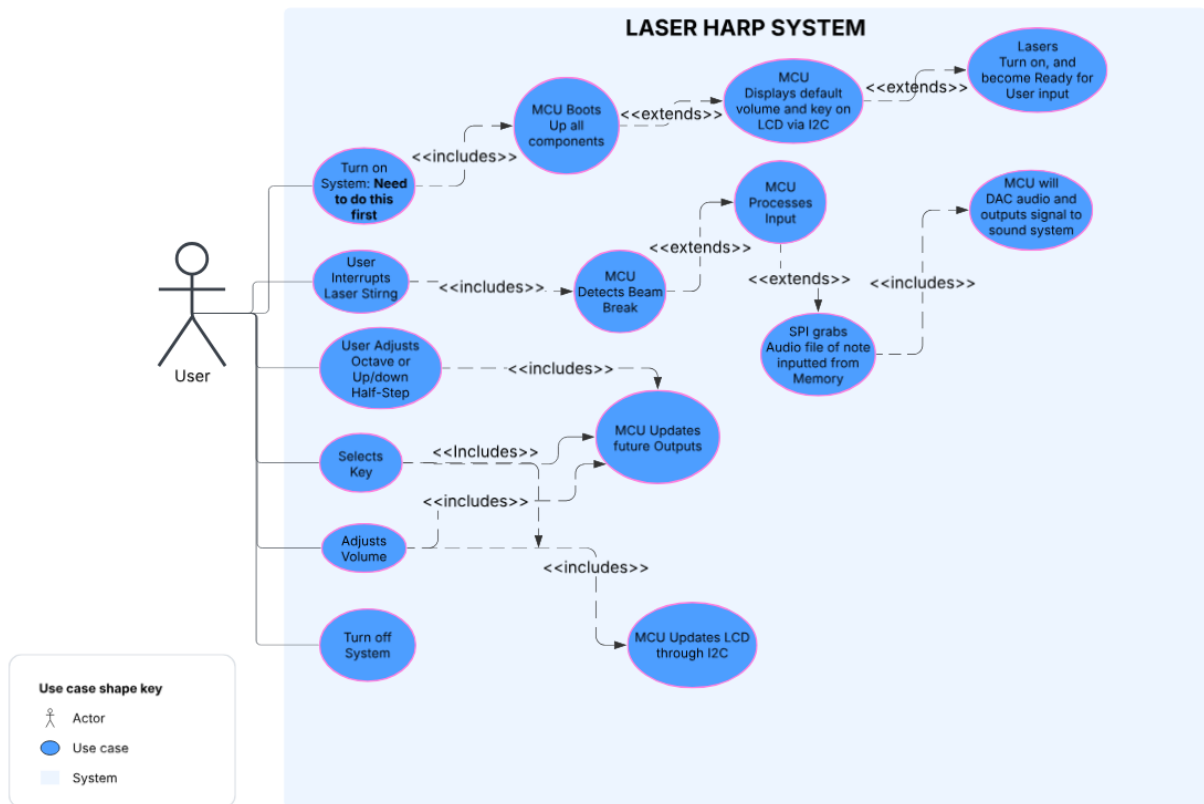 LASER HARP SYSTEM
Lasers
Turn on, and
become Ready for
User input
MCU
Displays default
volume and key on
LCD via I2C
<<extends>>
MCU Boots
Up all
components
<<extends>>
<<includes>>
Turn on
System: Need
to do this
first
MCU
Processes
Input
MCU will
DAC audio and
outputs signal to
sound system
<<extends>>
User
Interrupts
Laser Stirng
<<includes>>
MCU
Detects Beam
Break
<<extends>>
<<includes>>
SPI grabs
Audio file of note
inputted from
Memory
User
User Adjusts
Octave or
Up/down
Half-Step
<<includes>>
MCU Updates
future Outputs
Selects
Key
<<Includes>>
<<includes>>
Adjusts
Volume
<<includes>>
Turn off
System
MCU Updates LCD
through I2C
Use case shape key
Actor
Use case
System